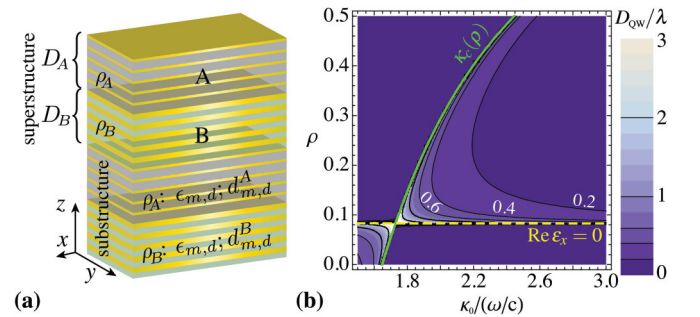 superstructure
D_A
ρ_A
A
D_B
ρ_B
B
substructure
ρ_A: ϵ_{m,d}; d^A_{m,d}
ρ_B: ϵ_{m,d}; d^B_{m,d}
z
x
y
(a)
0.5
0.4
0.3
0.2
0.1
0.0
ρ
κ_c(ρ)
0.2
0.4
0.6
Re ε_x = 0
1.8
2.2
2.6
3.0
κ_0/(ω/c)
(b)
D_QW/λ
3
2
1
0